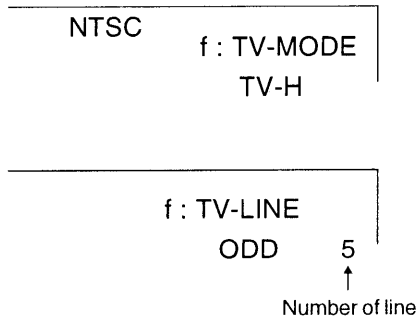 NTSC
f : TV-MODE
TV-H
f : TV-LINE
ODD 5
Number of line